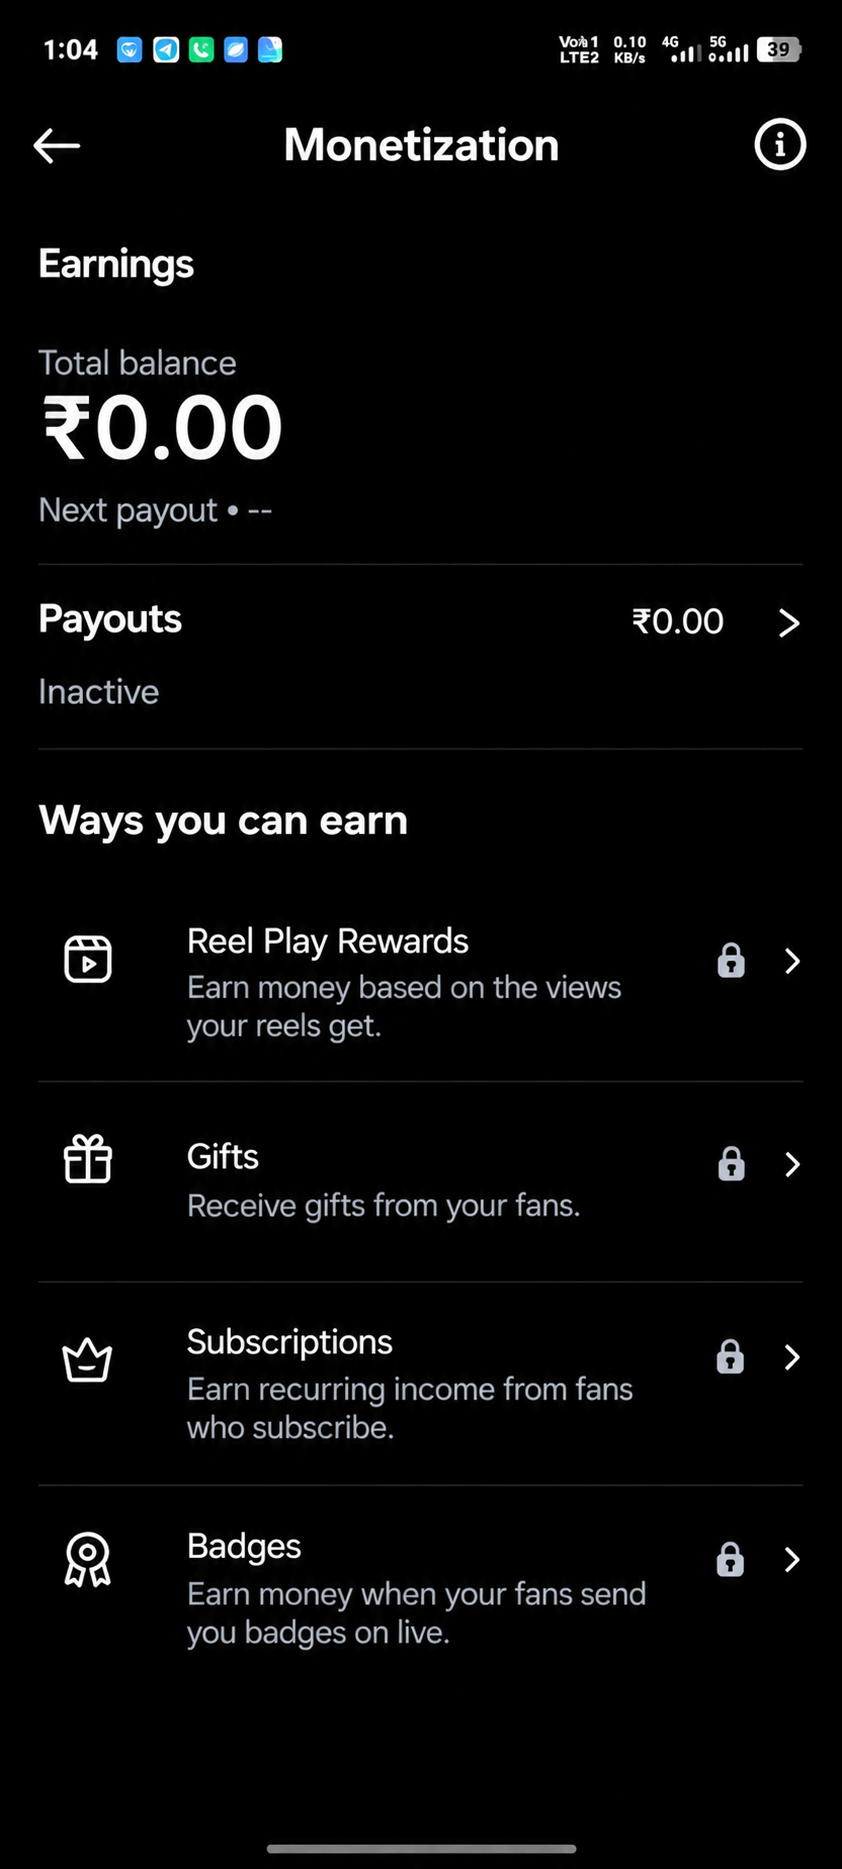 1:04
Vo 1 0.10 4G 5G 39
LTE2 KB/s
Monetization
Earnings
Total balance
₹0.00
Next payout • --
Payouts ₹0.00
Inactive
Ways you can earn
Reel Play Rewards
Earn money based on the views
your reels get.
Gifts
Receive gifts from your fans.
Subscriptions
Earn recurring income from fans
who subscribe.
Badges
Earn money when your fans send
you badges on live.